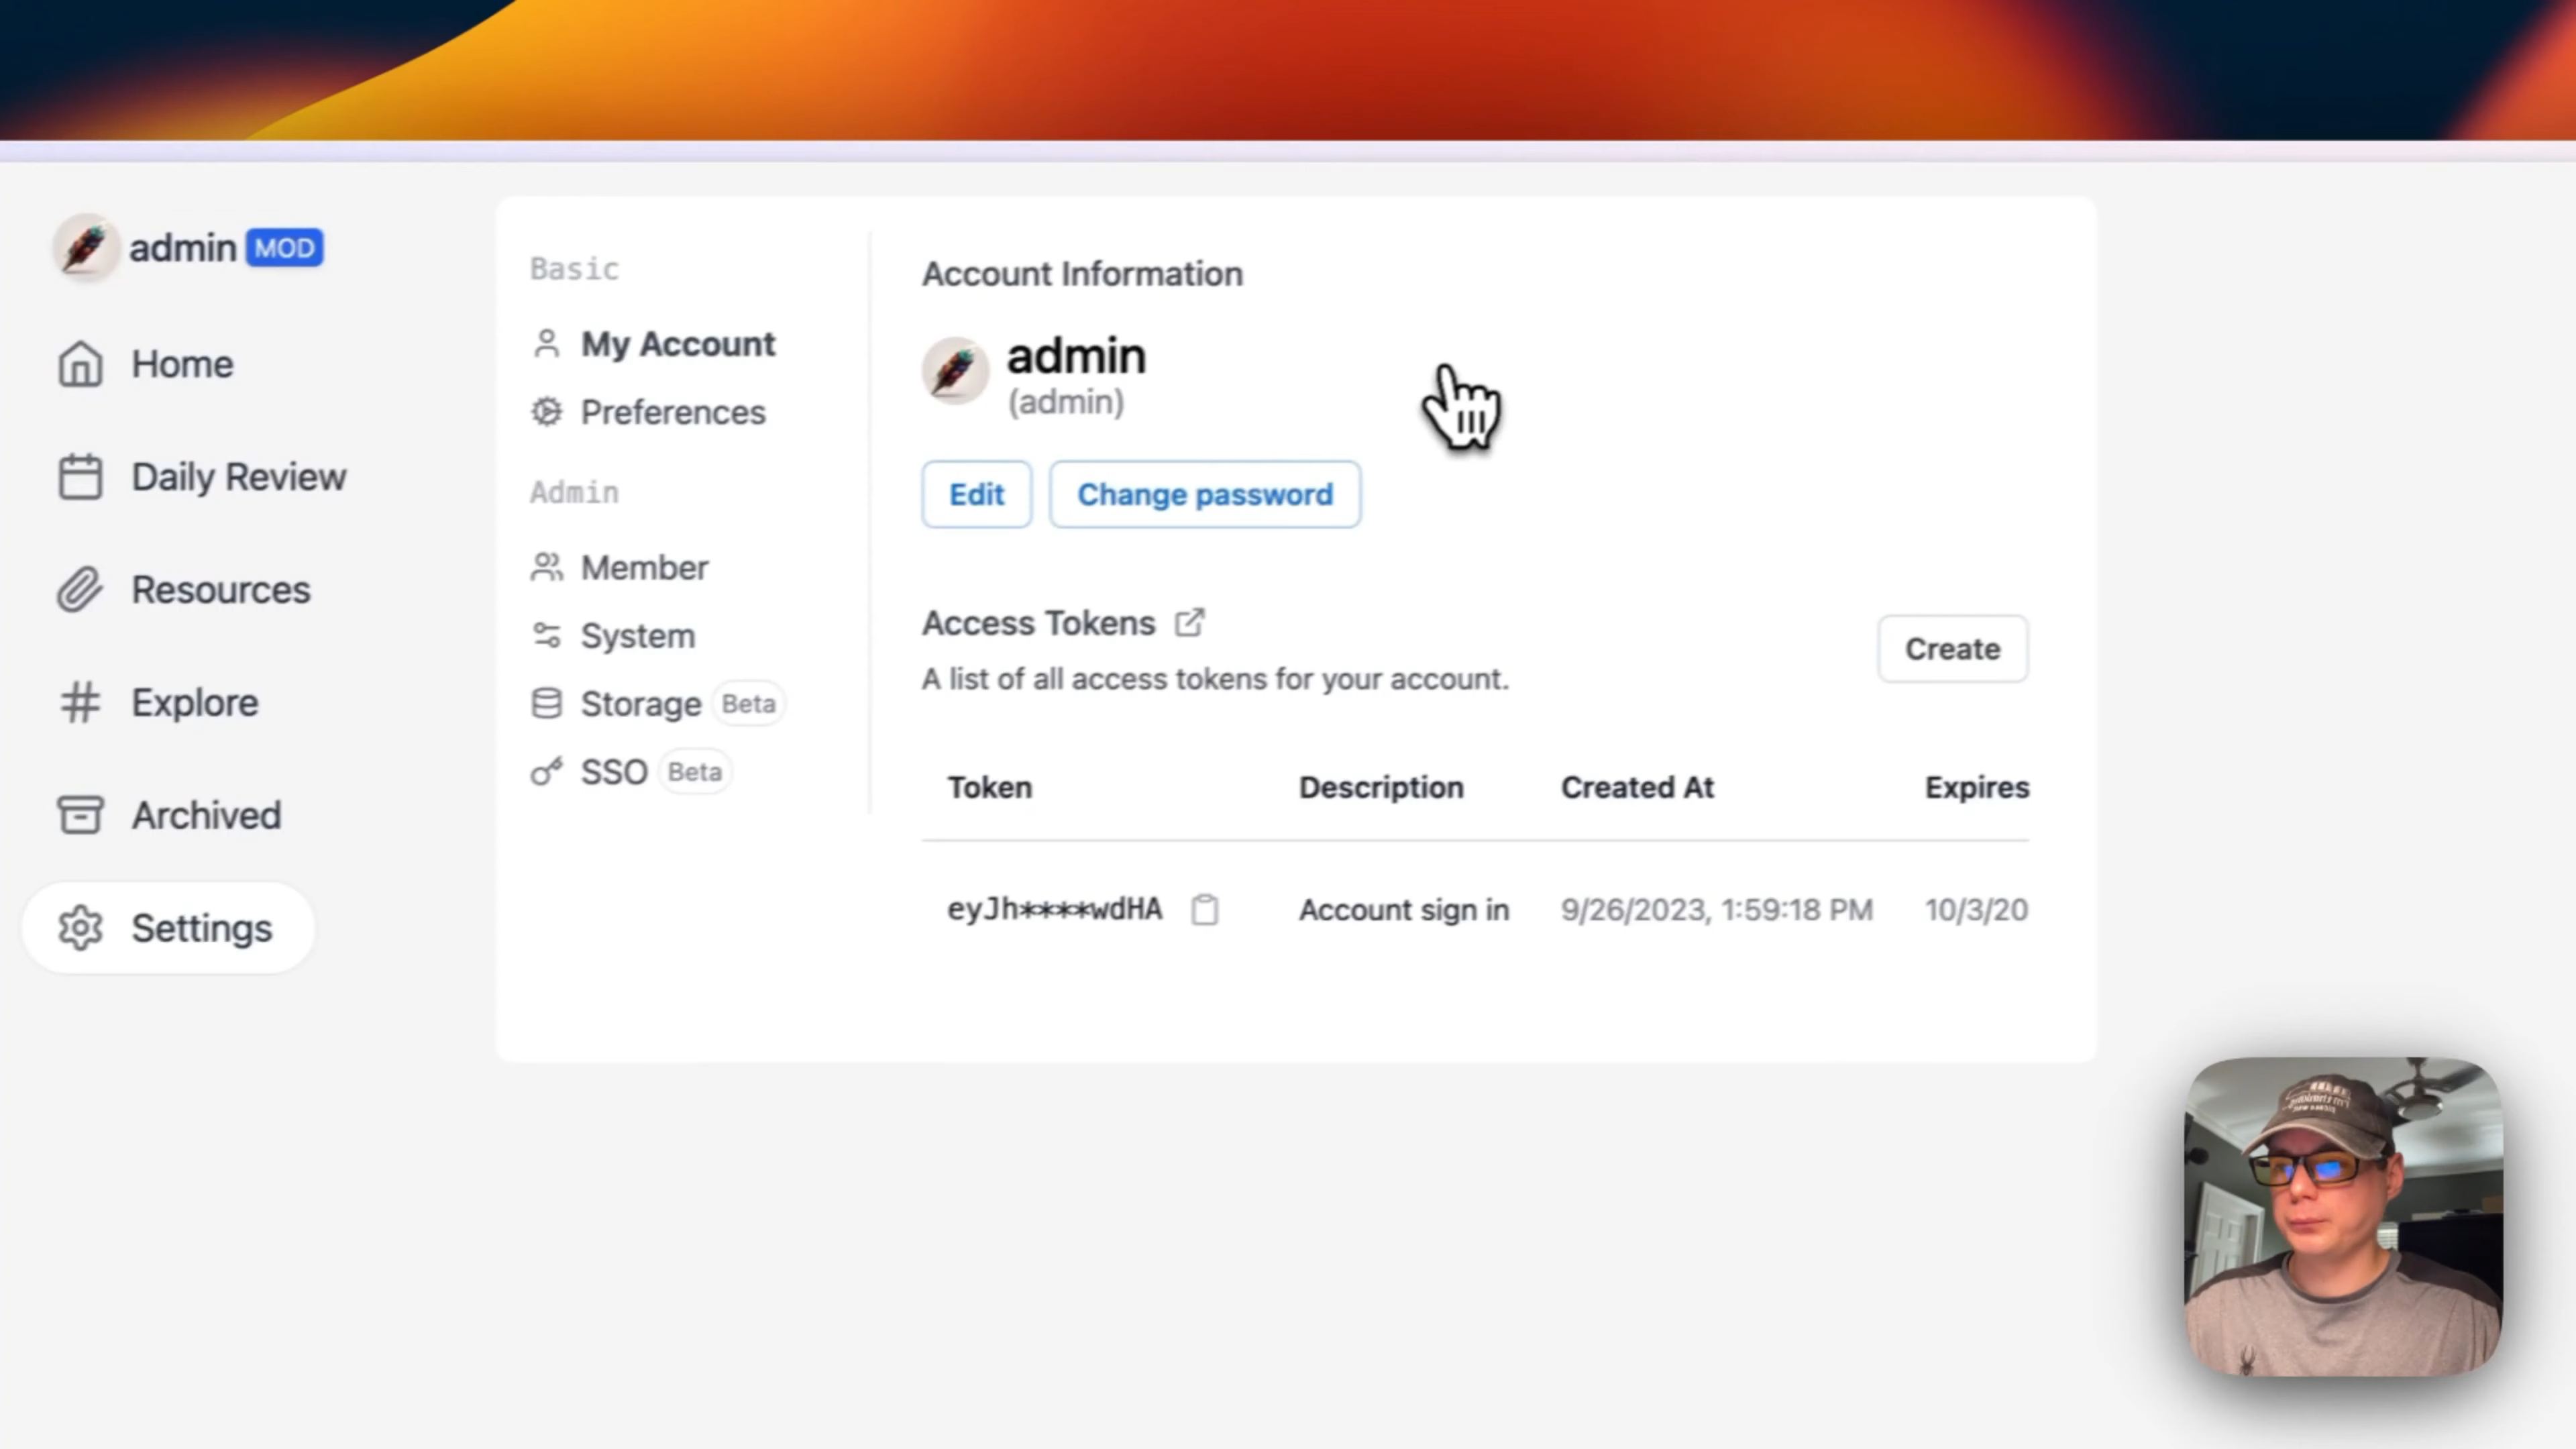 admin MOD
Home
Daily Review
Resources
Explore
Archived
Settings
Basic
My Account
Preferences
Admin
Member
System
Storage Beta
SSO Beta
Account Information
admin
(admin)
Edit Change password
Access Tokens
A list of all access tokens for your account.
Create
Token Description Created At Expires
eyJh****wdHA Account sign in 9/26/2023, 1:59:18 PM 10/3/20